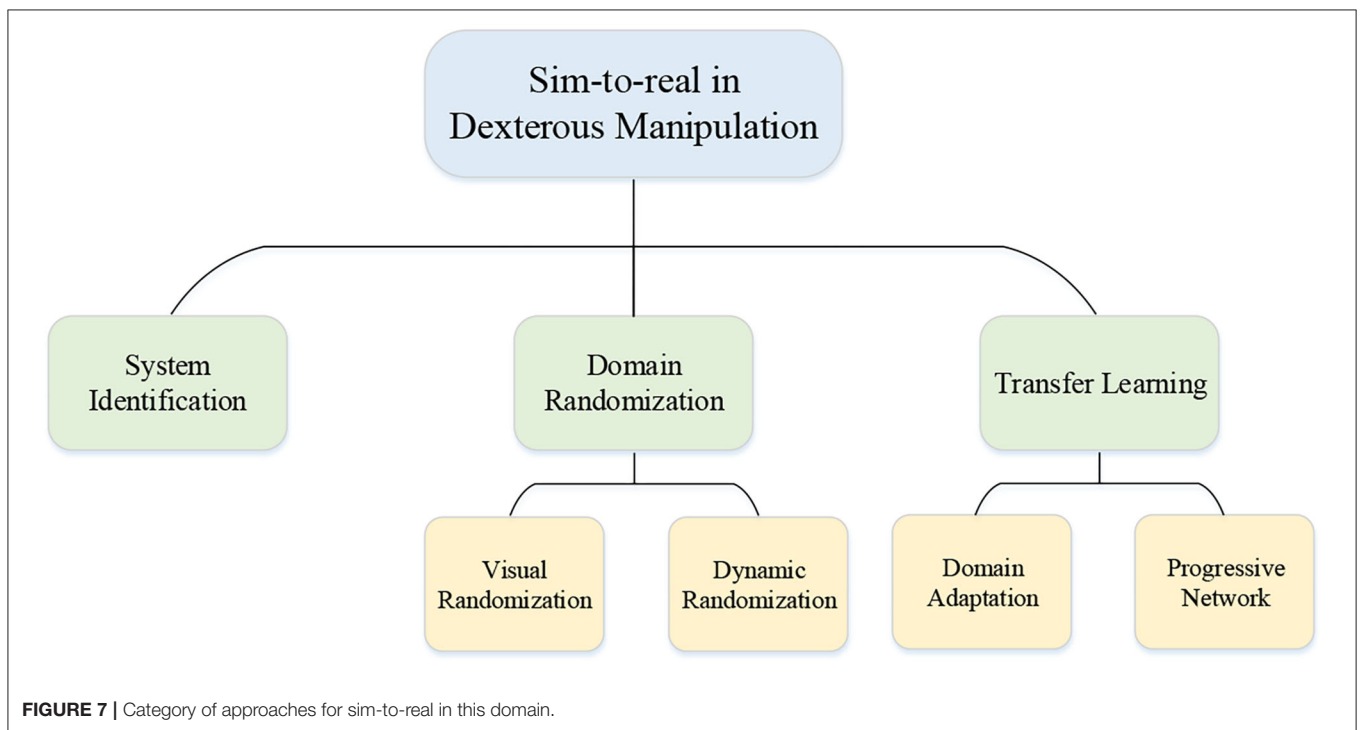 Sim-to-real in
Dexterous Manipulation
System
Identification
Domain
Randomization
Transfer Learning
Visual
Randomization
Dynamic
Randomization
Domain
Adaptation
Progressive
Network
FIGURE 7 | Category of approaches for sim-to-real in this domain.